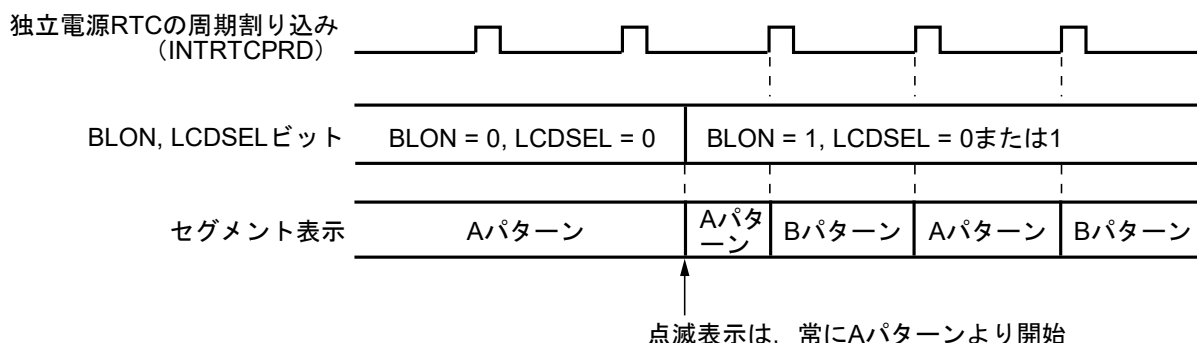 独立電源RTCの周期割り込み
（INTRTCPRD）
BLON, LCDSELビット
BLON = 0, LCDSEL = 0
BLON = 1, LCDSEL = 0または1
セグメント表示
Aパターン
Aパタ
ーン
Bパターン
Aパターン
Bパターン
点滅表示は，常にAパターンより開始